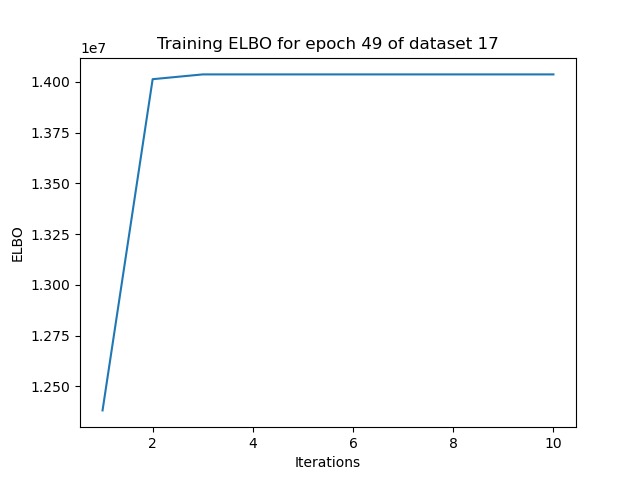 Training ELBO for epoch 49 of dataset 17
1e7
1.400
1.375
1.350
1.325
1.300
1.275
1.250
ELBO
2 4 6 8 10
Iterations